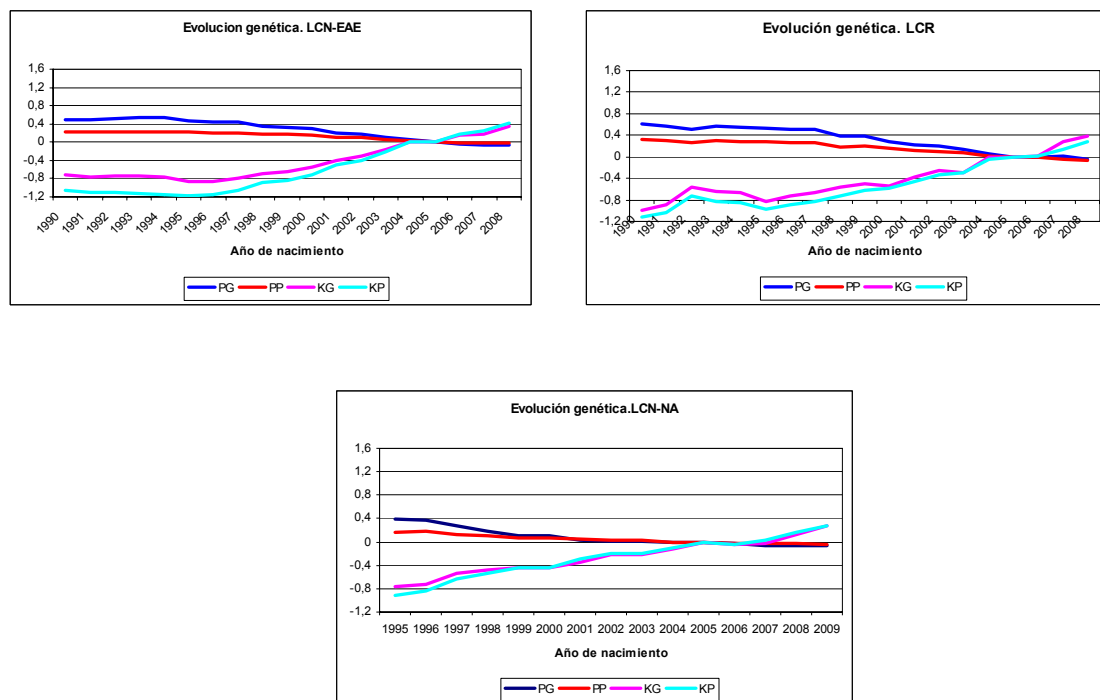 Evolucion genética. LCN-EAE
1,6
1,2
0,8
0,4
0
-0,4
-0,8
-1,2
1990 1991 1992 1993 1994 1995 1996 1997 1998 1999 2000 2001 2002 2003 2004 2005 2006 2007 2008
Año de nacimiento
PG PP KG KP
Evolución genética. LCR
1,6
1,2
0,8
0,4
0
-0,4
-0,8
-1,2
1990 1991 1992 1993 1994 1995 1996 1997 1998 1999 2000 2001 2002 2003 2004 2005 2006 2007 2008
Año de nacimiento
PG PP KG KP
Evolución genética.LCN-NA
1,6
1,2
0,8
0,4
0
-0,4
-0,8
-1,2
1995 1996 1997 1998 1999 2000 2001 2002 2003 2004 2005 2006 2007 2008 2009
Año de nacimiento
PG PP KG KP